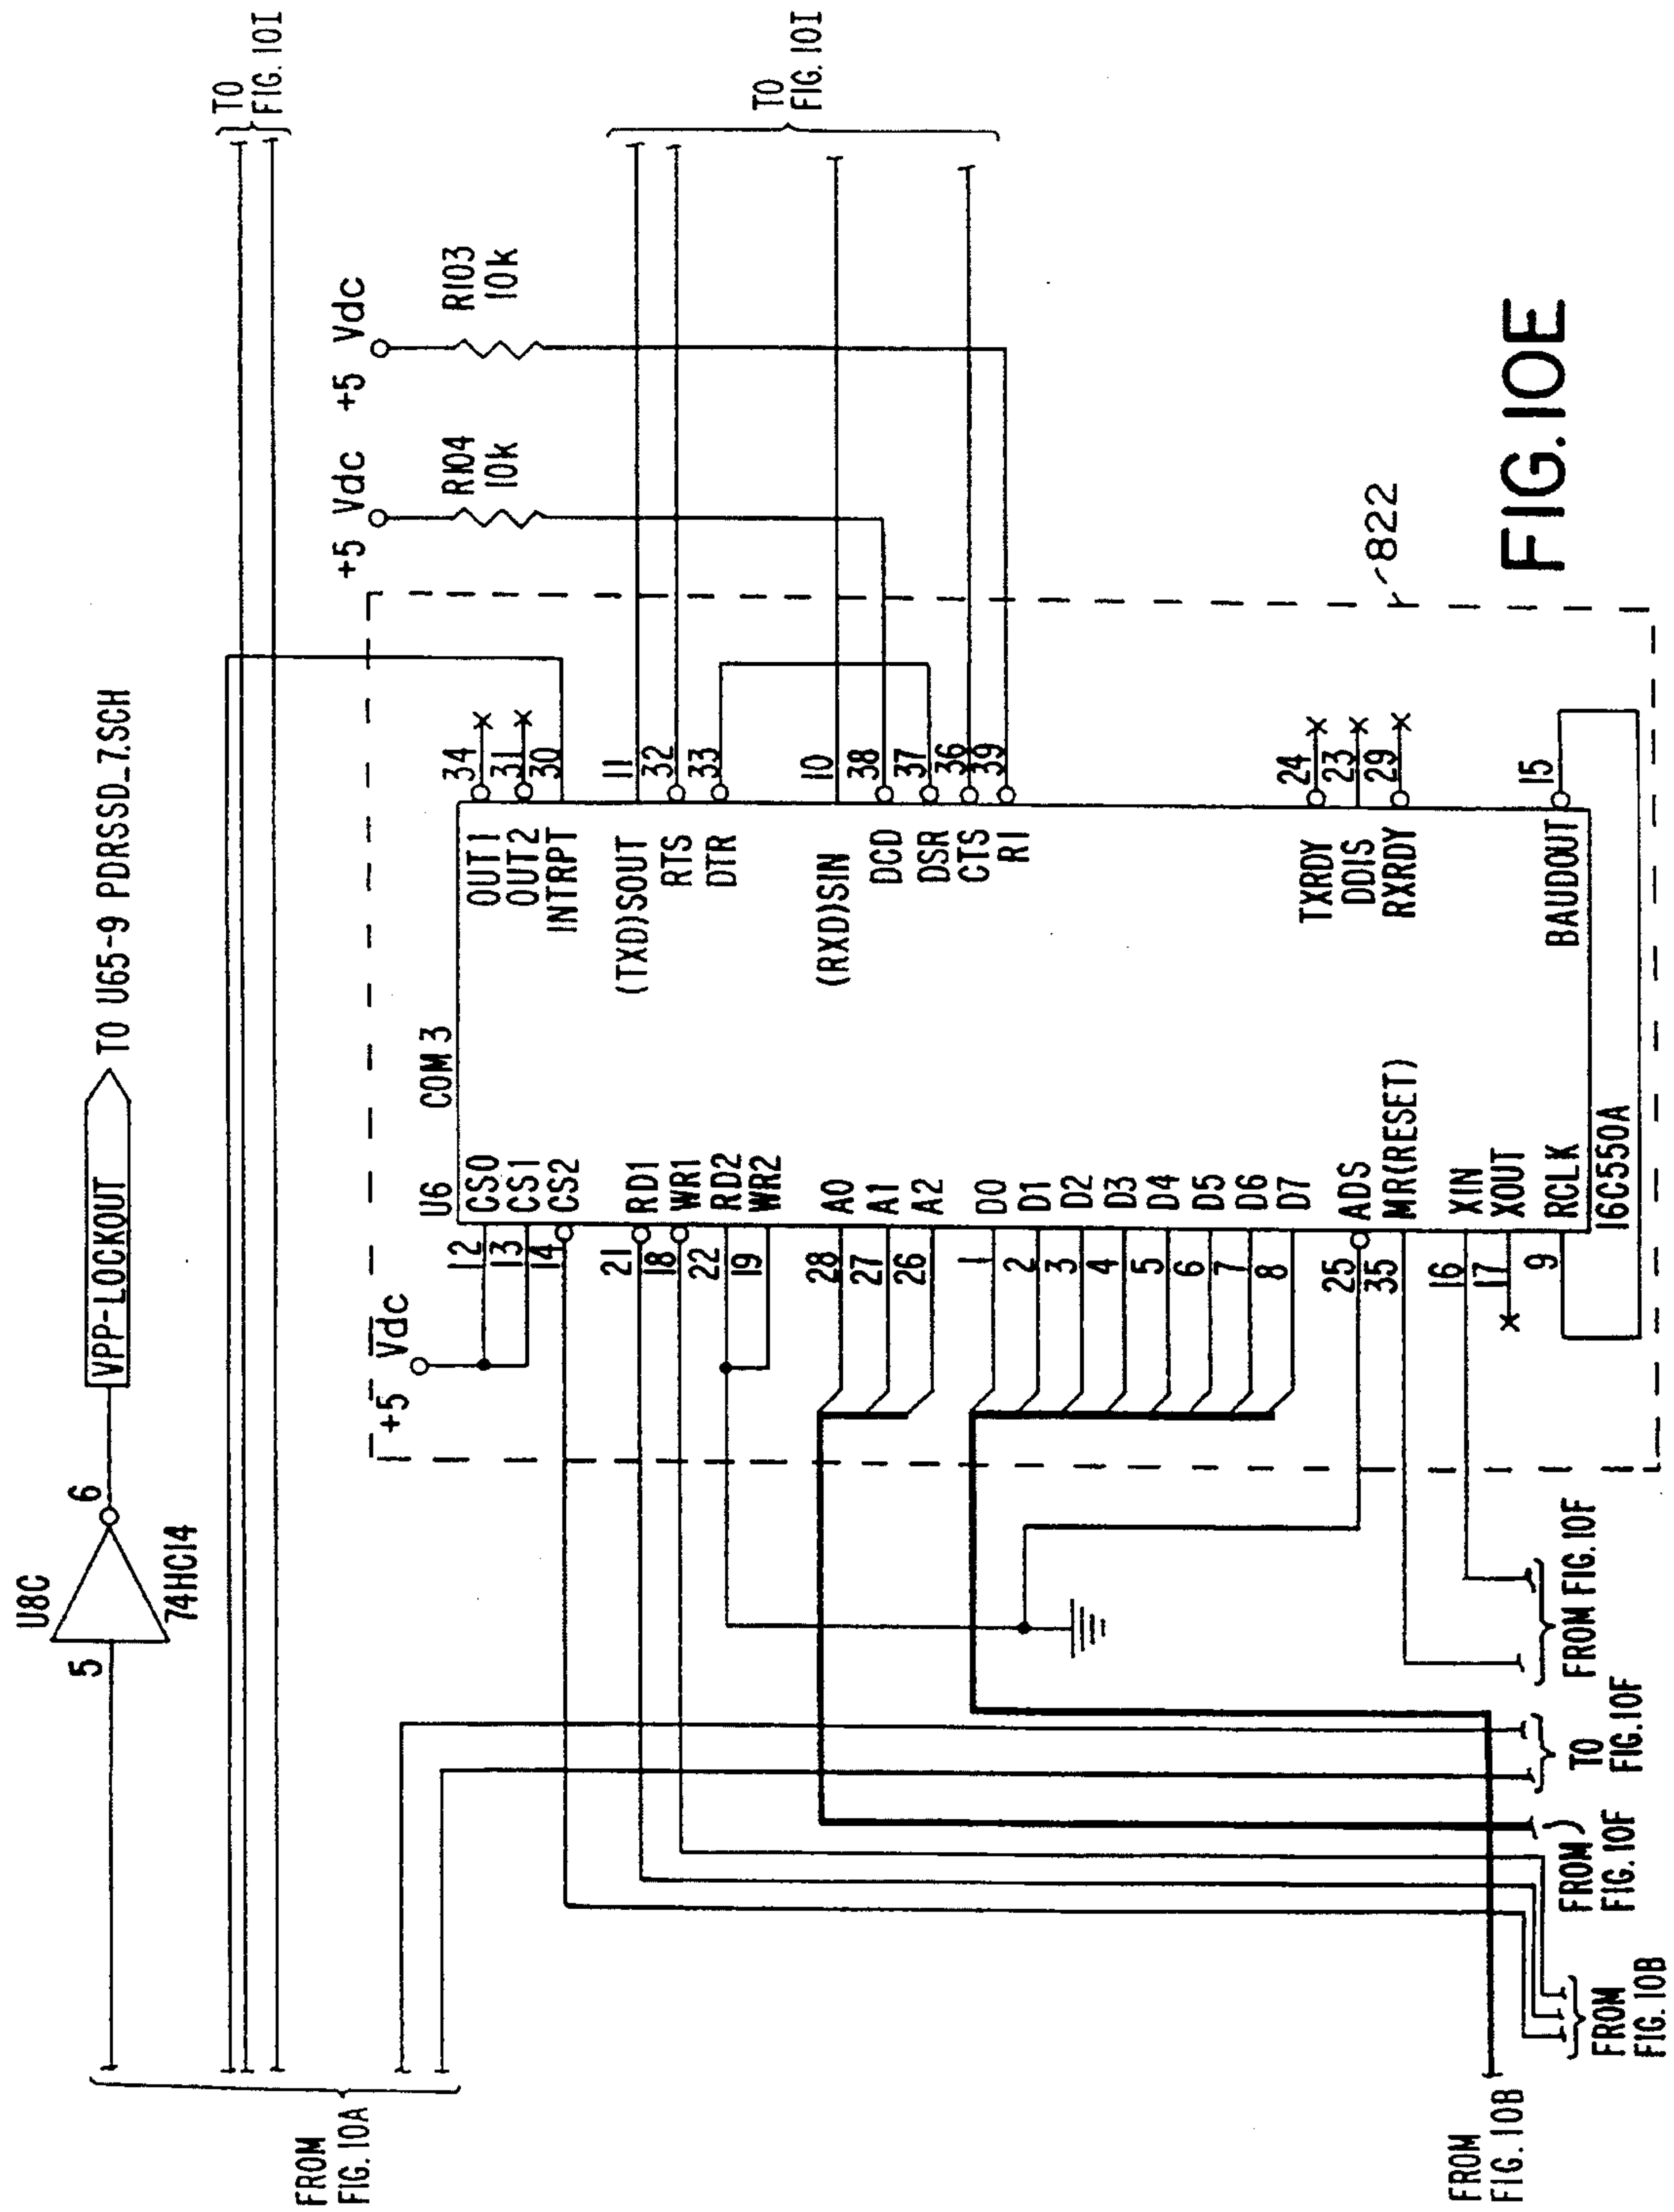 U8C
5
6
74HC14
VPP-LOCKOUT
TO U65-9 PDRSSD_7.SCH
FROM
FIG. 10A
TO
FIG. 10I
+5 Vdc
U6
COM 3
12 CS0
13 CS1
14 CS2
21 RD1
18 WR1
22 RD2
19 WR2
28 A0
27 A1
26 A2
1 D0
2 D1
3 D2
4 D3
5 D4
6 D5
7 D6
8 D7
25 ADS
35 MR(RESET)
16 XIN
17 XOUT
9 RCLK
16C550A
OUT1 34
OUT2 31
INTRPT 30
(TXD)SOUT 11
RTS 32
DTR 33
(RXD)SIN 10
DCD 38
DSR 37
CTS 36
RI 39
TXRDY 24
DDIS 23
RXRDY 29
BAUDOUT 15
+5 Vdc
R104
10k
+5 Vdc
R103
10k
TO
FIG. 10I
822
FROM
FIG. 10B
FROM
FIG. 10B
FROM
FIG. 10F
TO
FIG. 10F
FROM FIG. 10F
FIG. 10E